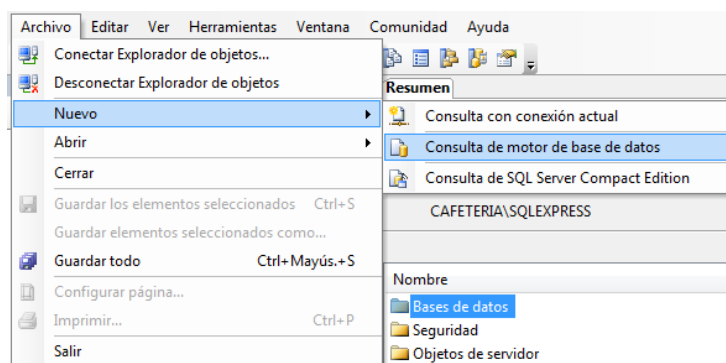 Archivo Editar Ver Herramientas Ventana Comunidad Ayuda
Conectar Explorador de objetos...
Desconectar Explorador de objetos
Resumen
Nuevo
Consulta con conexión actual
Abrir
Consulta de motor de base de datos
Cerrar
Consulta de SQL Server Compact Edition
Guardar los elementos seleccionados Ctrl+S
CAFETERIA\SQLEXPRESS
Guardar elementos seleccionados como...
Guardar todo Ctrl+Mayús.+S
Nombre
Configurar página...
Bases de datos
Imprimir... Ctrl+P
Seguridad
Salir
Objetos de servidor